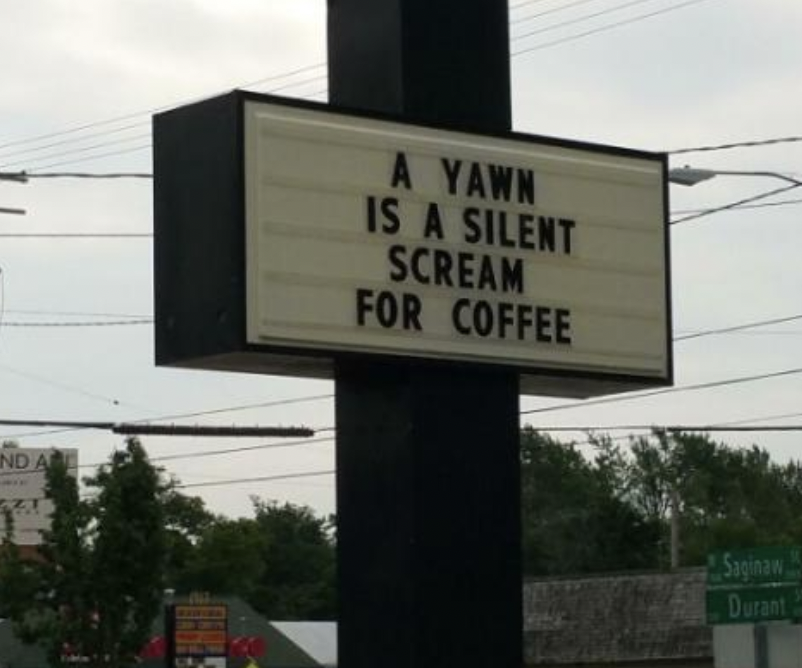 A YAWN
IS A SILENT
SCREAM
FOR COFFEE
Saginaw
Durant